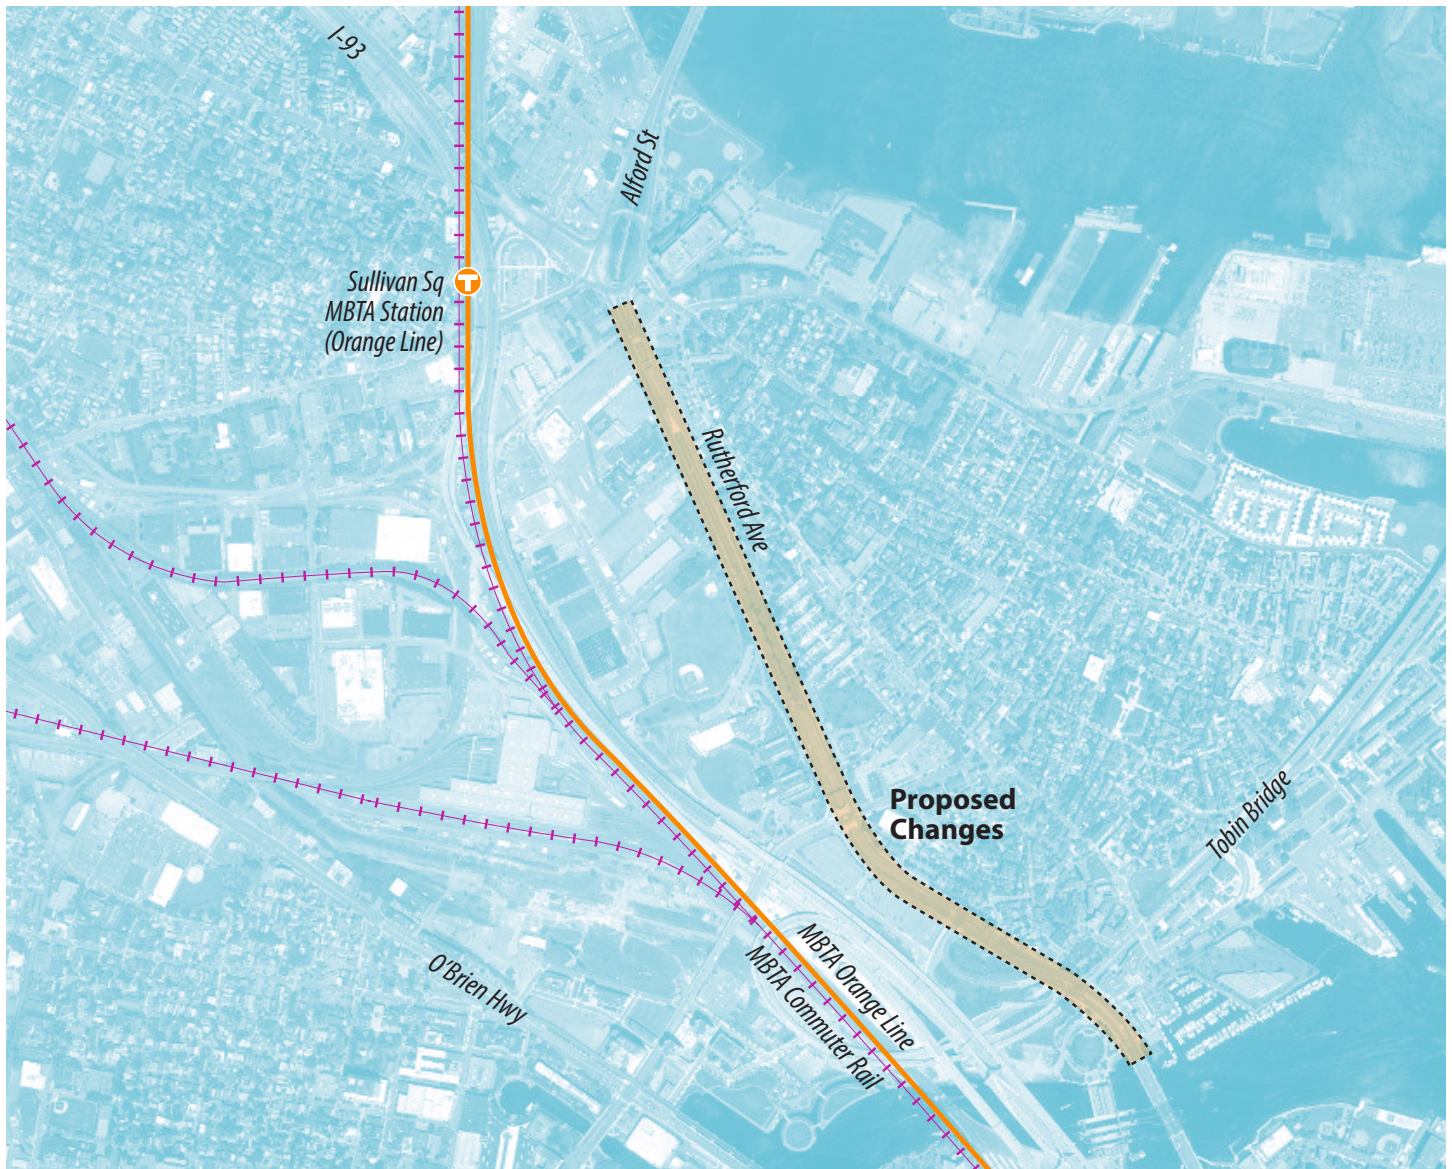 I-93
Alford St
Sullivan Sq
MBTA Station
(Orange Line)
T
Rutherford Ave
Proposed
Changes
Tobin Bridge
MBTA Orange Line
MBTA Commuter Rail
O'Brien Hwy